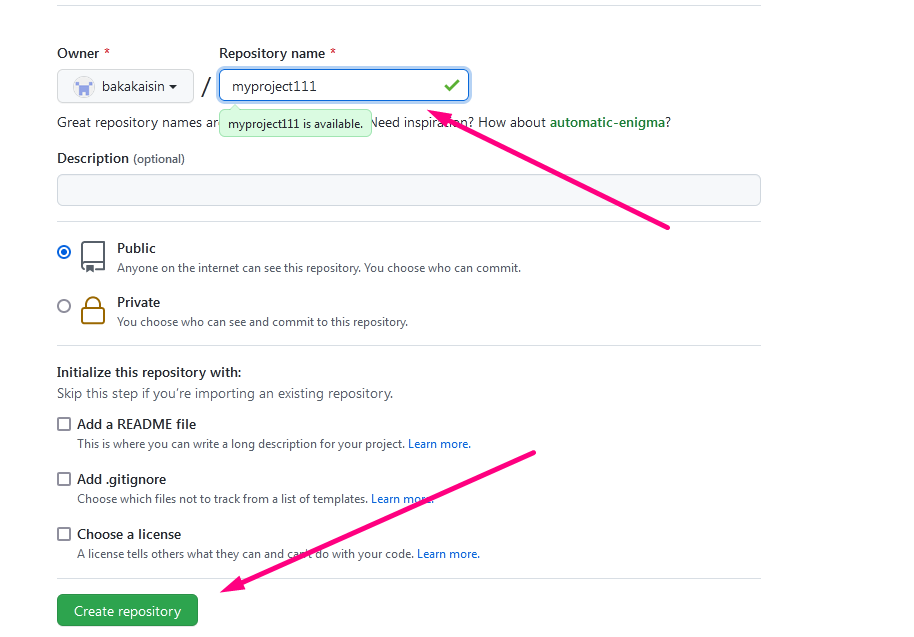 Owner * Repository name *
bakakaisin / myproject111
Great repository names ar myproject111 is available. Need inspiration? How about automatic-enigma?
Description (optional)
Public
Anyone on the internet can see this repository. You choose who can commit.
Private
You choose who can see and commit to this repository.
Initialize this repository with:
Skip this step if you're importing an existing repository.
Add a README file
This is where you can write a long description for your project. Learn more.
Add .gitignore
Choose which files not to track from a list of templates. Learn more.
Choose a license
A license tells others what they can and can't do with your code. Learn more.
Create repository